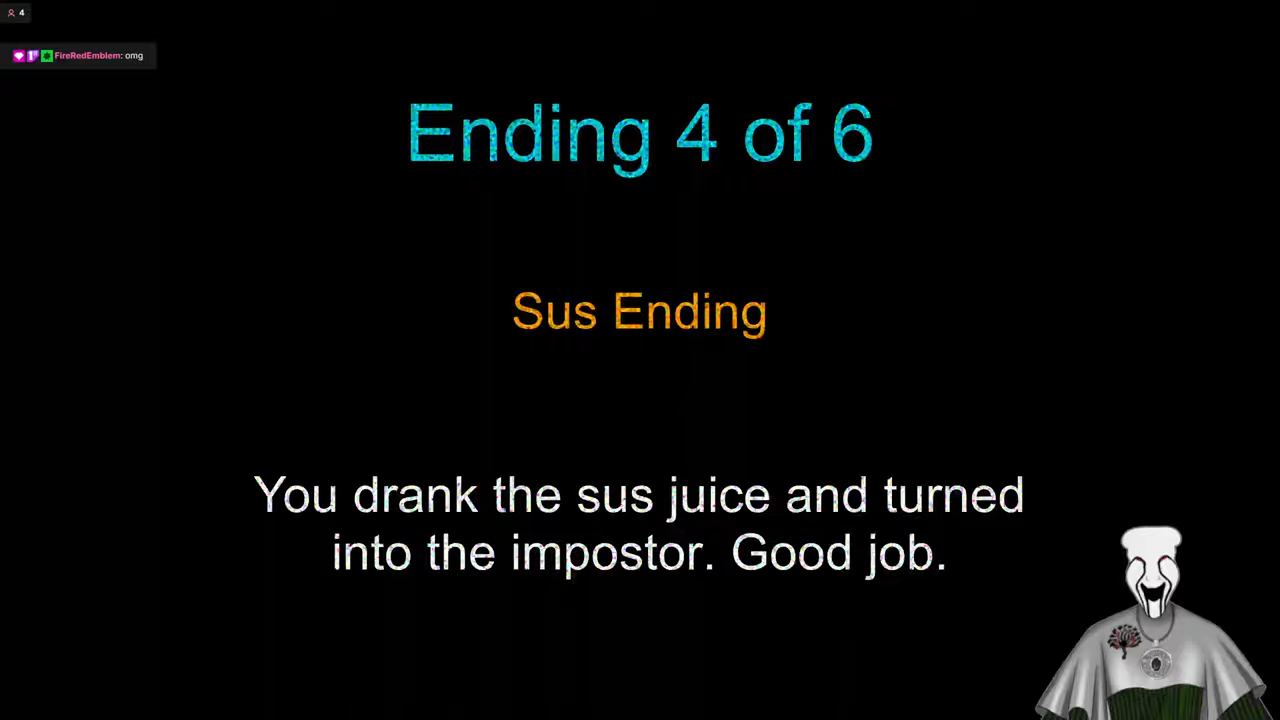 4
FireRedEmblem: omg
Ending 4 of 6
Sus Ending
You drank the sus juice and turned
into the impostor. Good job.